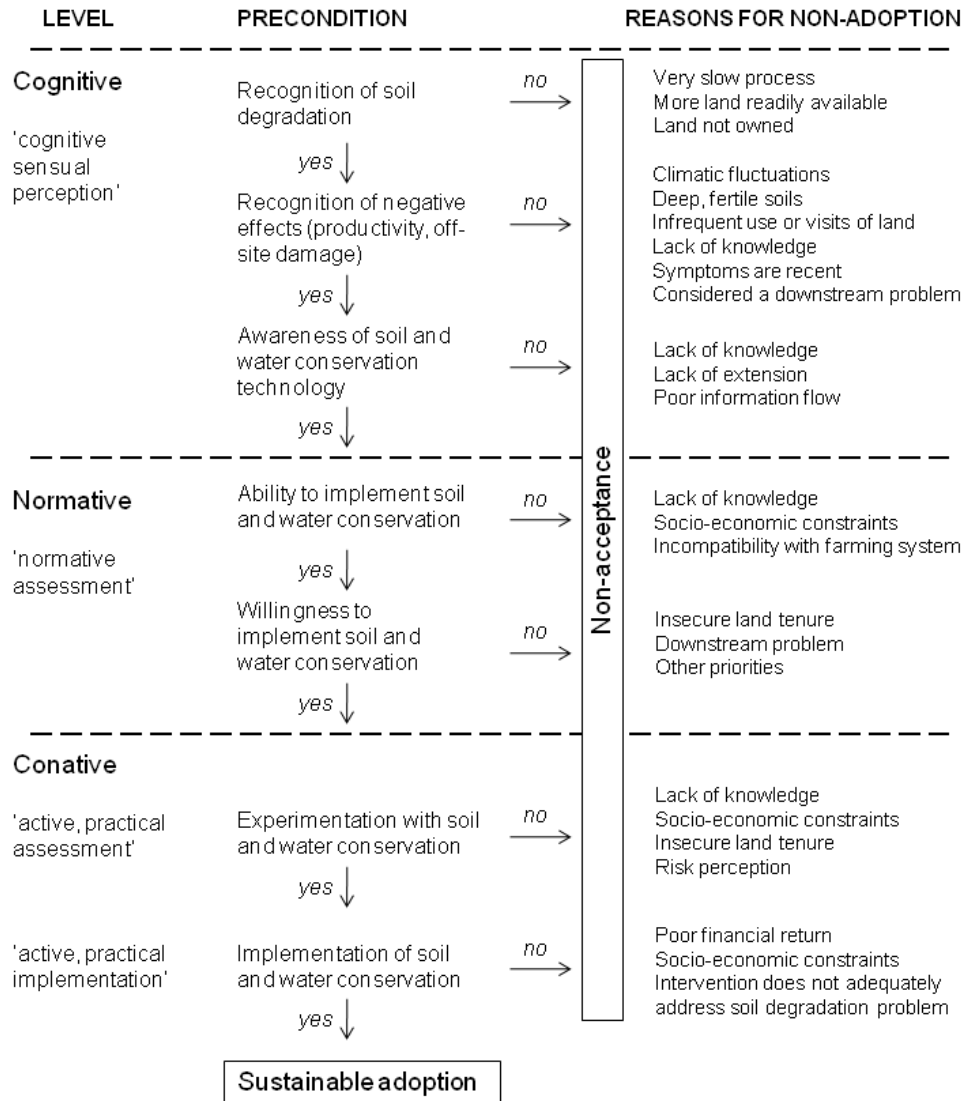 LEVEL PRECONDITION REASONS FOR NON-ADOPTION
Cognitive
'cognitive
sensual
perception'
Recognition of soil
degradation
no
Very slow process
More land readily available
Land not owned
yes
Recognition of negative
effects (productivity, off-
site damage)
no
Climatic fluctuations
Deep, fertile soils
Infrequent use or visits of land
Lack of knowledge
Symptoms are recent
Considered a downstream problem
yes
Awareness of soil and
water conservation
technology
no
Lack of knowledge
Lack of extension
Poor information flow
yes
Non-acceptance
Normative
'normative
assessment'
Ability to implement soil
and water conservation
no
Lack of knowledge
Socio-economic constraints
Incompatibility with farming system
yes
Willingness to
implement soil and
water conservation
no
Insecure land tenure
Downstream problem
Other priorities
yes
Conative
'active, practical
assessment'
Experimentation with soil
and water conservation
no
Lack of knowledge
Socio-economic constraints
Insecure land tenure
Risk perception
yes
'active, practical
implementation'
Implementation of soil
and water conservation
no
Poor financial return
Socio-economic constraints
Intervention does not adequately
address soil degradation problem
yes
Sustainable adoption